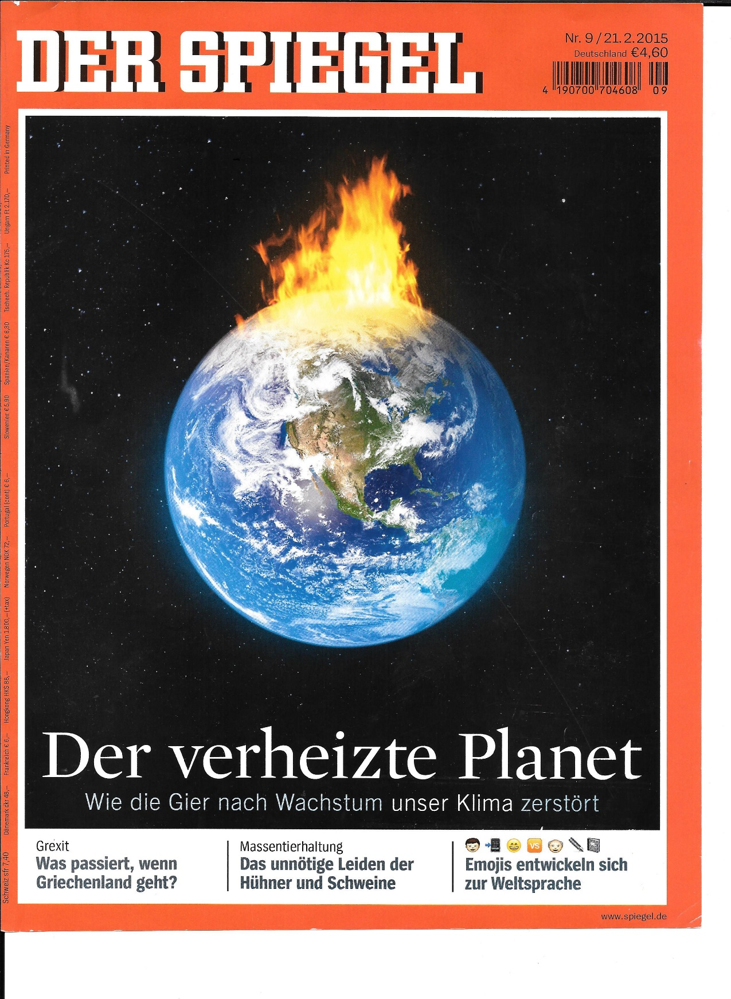 DER SPIEGEL
Nr. 9 / 21. 2. 2015
Deutschland €4,60
4 190700 704608 09
Printed in Germany
Ungarn Ft 2.170,–
Tschech. Republik Kc 175,–
Spanien/Kanaren € 6,30
Slowenien € 5,90
Portugal (cont) € 6,–
Norwegen NOK 72,–
Japan Yen 1.800,–(+tax)
Hongkong HK$ 88,–
Frankreich € 6,–
Dänemark dkr 48,–
Schweiz sfr 7,40
Der verheizte Planet
Wie die Gier nach Wachstum unser Klima zerstört
Grexit
Was passiert, wenn
Griechenland geht?
Massentierhaltung
Das unnötige Leiden der
Hühner und Schweine
VS
Emojis entwickeln sich
zur Weltsprache
www.spiegel.de